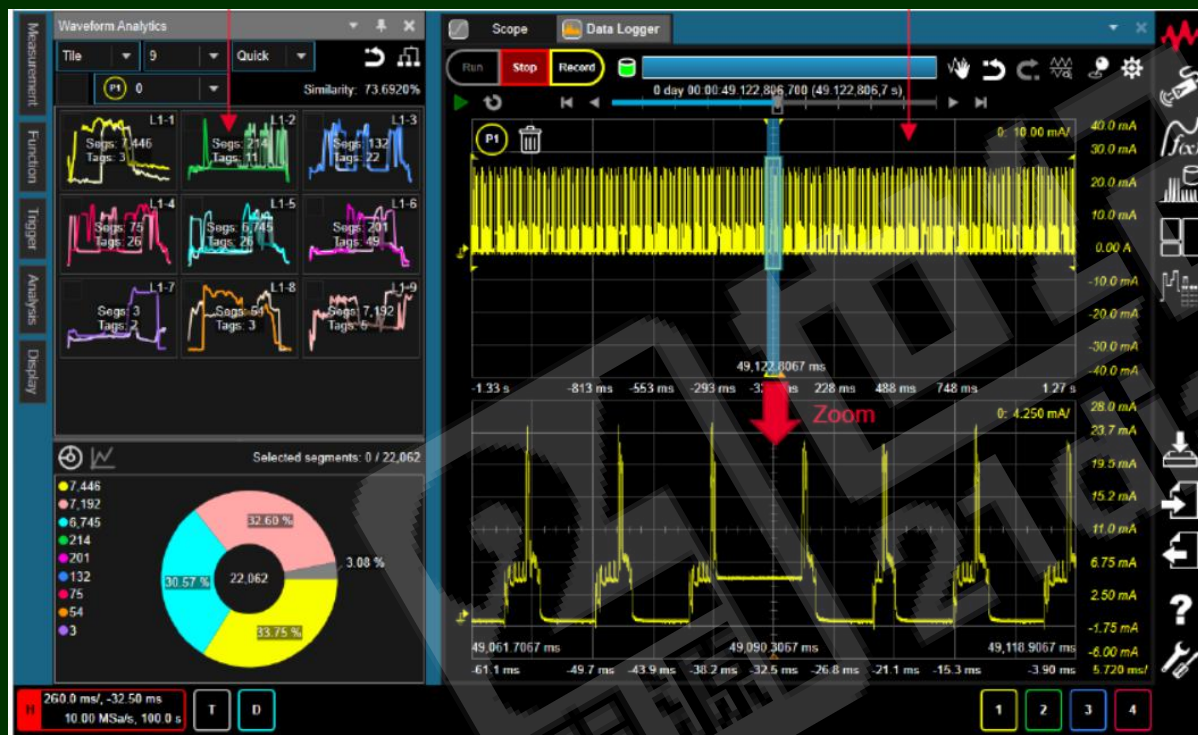 Waveform Analytics
Tile
9
Quick
P1
0
Similarity: 73.6920%
L1-1
Segs: 7,446
Tags: 3
L1-2
Segs: 214
Tags: 11
L1-3
Segs: 132
Tags: 22
L1-4
Segs: 75
Tags: 26
L1-5
Segs: 6,745
Tags: 26
L1-6
Segs: 201
Tags: 49
L1-7
Segs: 3
Tags: 2
L1-8
Segs: 54
Tags: 3
L1-9
Segs: 7,192
Measurement
Function
Trigger
Analysis
Display
Selected segments: 0 / 22,062
7,446
7,192
6,745
214
201
132
75
54
3
32.60 %
3.08 %
30.57 %
22,062
33.75 %
Scope
Data Logger
Run
Stop
Record
0 day 00:00:49.122,806,700 (49.122,806,7 s)
P1
0: 10.00 mA/
40.0 mA
30.0 mA
20.0 mA
10.0 mA
0.00 A
-10.0 mA
-20.0 mA
-30.0 mA
-40.0 mA
49,122.8067 ms
-1.33 s
-813 ms
-553 ms
-293 ms
228 ms
488 ms
748 ms
1.27 s
Zoom
0: 4.250 mA/
28.0 mA
23.7 mA
19.5 mA
15.2 mA
11.0 mA
6.75 mA
2.50 mA
-1.75 mA
-6.00 mA
49,061.7067 ms
49,090.3067 ms
49,118.9067 ms
-61.1 ms
-49.7 ms
-43.9 ms
-38.2 ms
-32.5 ms
-26.8 ms
-21.1 ms
-15.3 ms
-3.90 ms
5.720 ms/
f(x)
?
H
260.0 ms/, -32.50 ms
10.00 MSa/s, 100.0 s
T
D
1
2
3
4